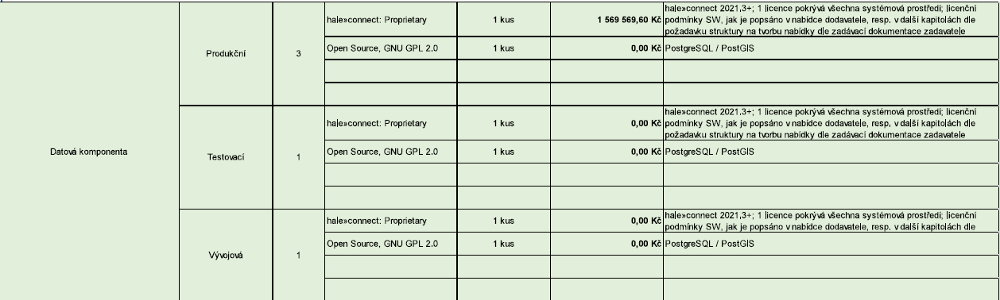 Datová komponenta
Produkční
3
hale»connect: Proprietary
1 kus
1 569 569,60 Kč
hale»connect 2021,3+; 1 licence pokrývá všechna systémová prostředí; licenční
podmínky SW, jak je popsáno v nabídce dodavatele, resp. v další kapitolách dle
požadavku struktury na tvorbu nabídky dle zadávací dokumentace zadavatele
Open Source, GNU GPL 2.0
1 kus
0,00 Kč
PostgreSQL / PostGIS
Testovací
1
hale»connect: Proprietary
1 kus
0,00 Kč
hale»connect 2021,3+; 1 licence pokrývá všechna systémová prostředí; licenční
podmínky SW, jak je popsáno v nabídce dodavatele, resp. v další kapitolách dle
požadavku struktury na tvorbu nabídky dle zadávací dokumentace zadavatele
Open Source, GNU GPL 2.0
1 kus
0,00 Kč
PostgreSQL / PostGIS
Vývojová
1
hale»connect: Proprietary
1 kus
0,00 Kč
hale»connect 2021,3+; 1 licence pokrývá všechna systémová prostředí; licenční
podmínky SW, jak je popsáno v nabídce dodavatele, resp. v další kapitolách dle
Open Source, GNU GPL 2.0
1 kus
0,00 Kč
PostgreSQL / PostGIS